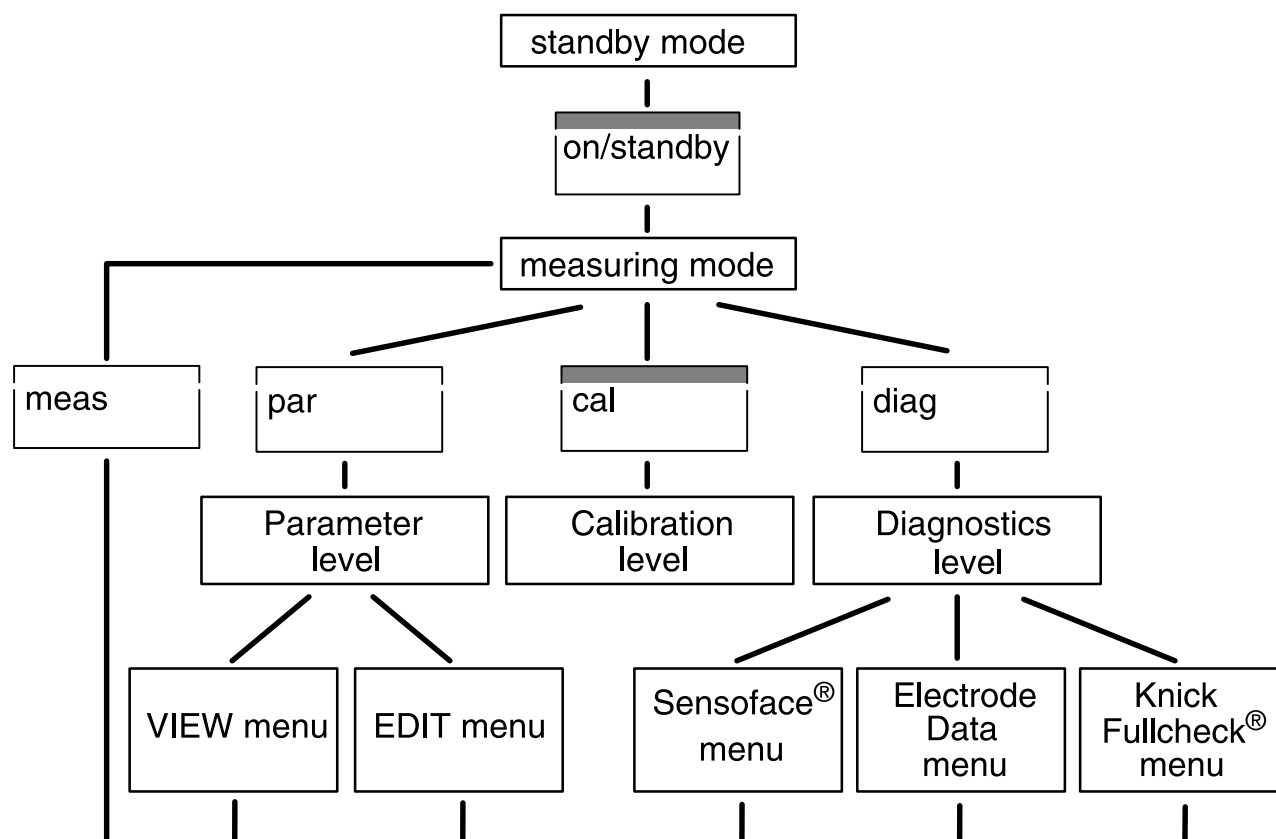 standby mode
on/standby
measuring mode
meas
par
cal
diag
Parameter
level
Calibration
level
Diagnostics
level
VIEW menu
EDIT menu
Sensoface®
menu
Electrode
Data
menu
Knick
Fullcheck®
menu